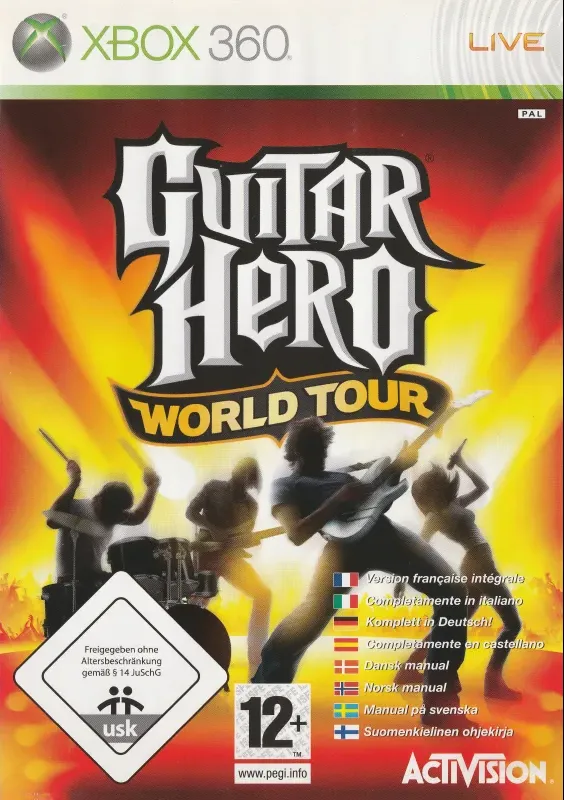 XBOX 360
LIVE
PAL
GUITAR
HERO
WORLD TOUR
Version française intégrale
Completamente in italiano
Komplett in Deutsch!
Completamente en castellano
Dansk manual
Norsk manual
Manual på svenska
Suomenkielinen ohjekirja
Freigegeben ohne
Altersbeschränkung
gemäß § 14 JuSchG
usk
12+
™
www.pegi.info
ACTIVISION®